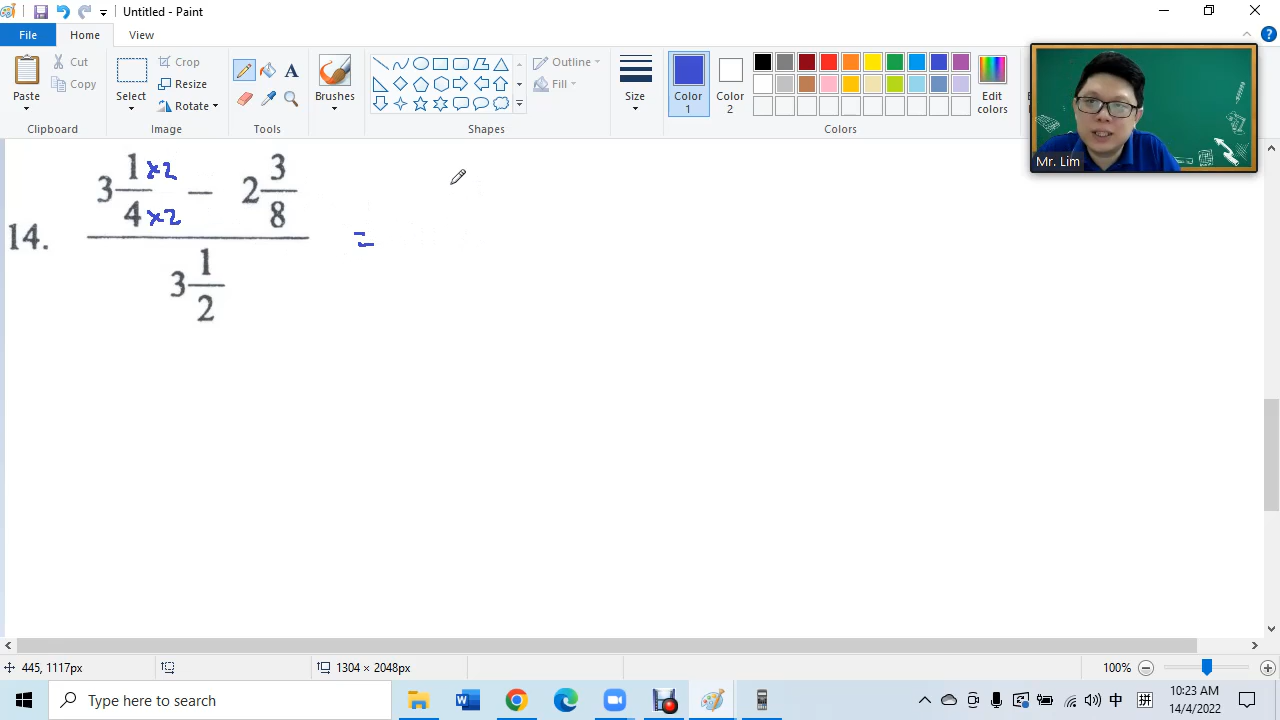 Untitled - Paint
File Home View
Paste
Cut
Copy
Clipboard
Select
Crop
Resize
Rotate
Image
A
Tools
Brushes
Outline
Fill
Shapes
Size
Color 1
Color 2
Edit colors
Colors
Mr. Lim
14. 3 1/4 ×2 ×2 − 2 3/8
=
3 1/2
445, 1117px
1304 × 2048px
100%
Type here to search
中
拼
10:23 AM
14/4/2022